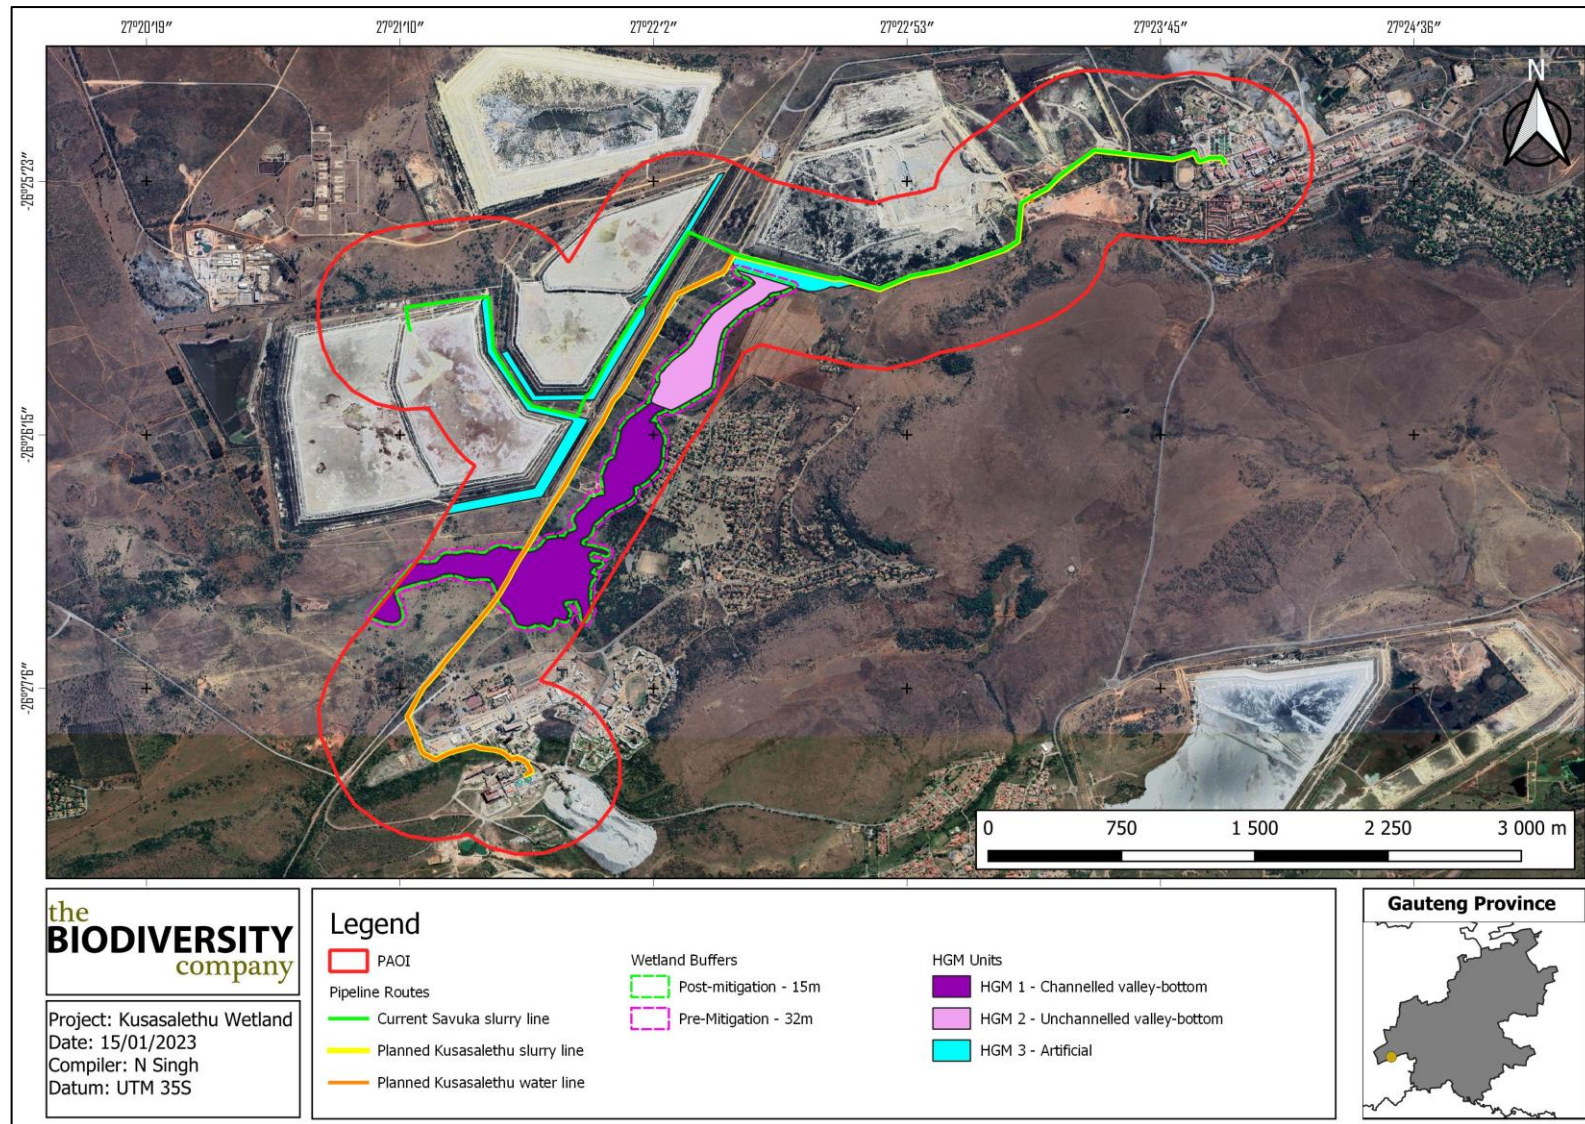 27°20'19" 27°21'10" 27°22'2" 27°22'53" 27°23'45" 27°24'36"
N
-26°25'23"
-26°26'15"
-26°27'6"
0 750 1 500 2 250 3 000 m
the
BIODIVERSITY
company
Project: Kusasalethu Wetland
Date: 15/01/2023
Compiler: N Singh
Datum: UTM 35S
Legend
PAOI
Pipeline Routes
Current Savuka slurry line
Planned Kusasalethu slurry line
Planned Kusasalethu water line
Wetland Buffers
Post-mitigation - 15m
Pre-Mitigation - 32m
HGM Units
HGM 1 - Channelled valley-bottom
HGM 2 - Unchannelled valley-bottom
HGM 3 - Artificial
Gauteng Province